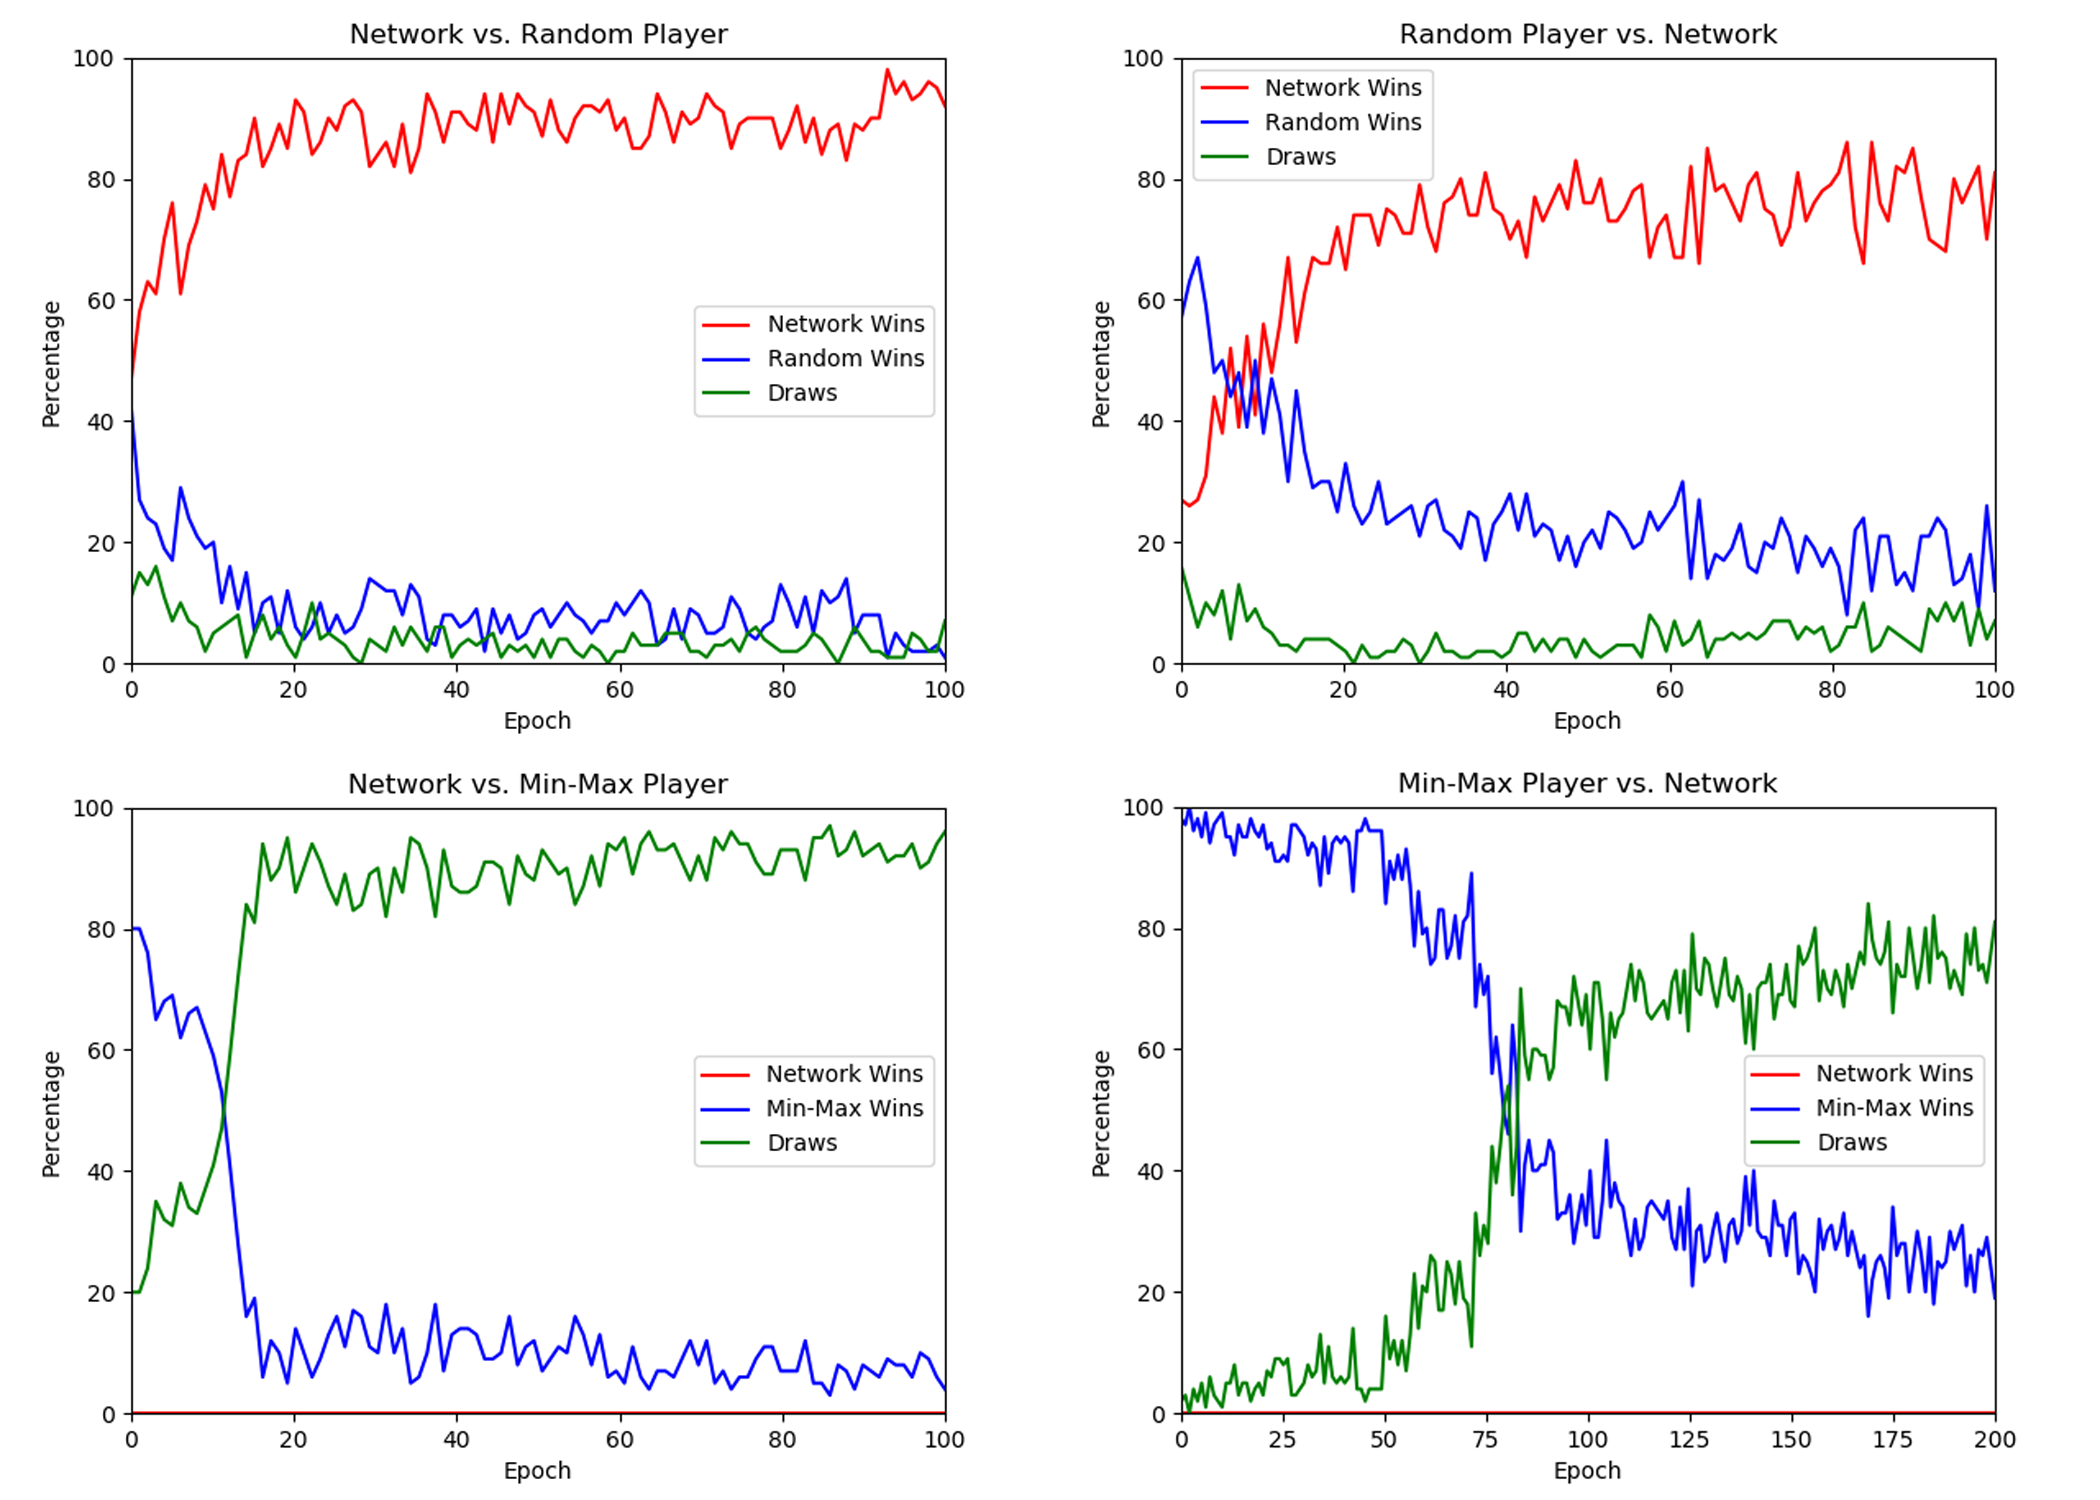 Network vs. Random Player
100
80
60
40
20
0
Percentage
Network Wins
Random Wins
Draws
0 20 40 60 80 100
Epoch
Random Player vs. Network
100
80
60
40
20
0
Percentage
Network Wins
Random Wins
Draws
0 20 40 60 80 100
Epoch
Network vs. Min-Max Player
100
80
60
40
20
0
Percentage
Network Wins
Min-Max Wins
Draws
0 20 40 60 80 100
Epoch
Min-Max Player vs. Network
100
80
60
40
20
0
Percentage
Network Wins
Min-Max Wins
Draws
0 25 50 75 100 125 150 175 200
Epoch